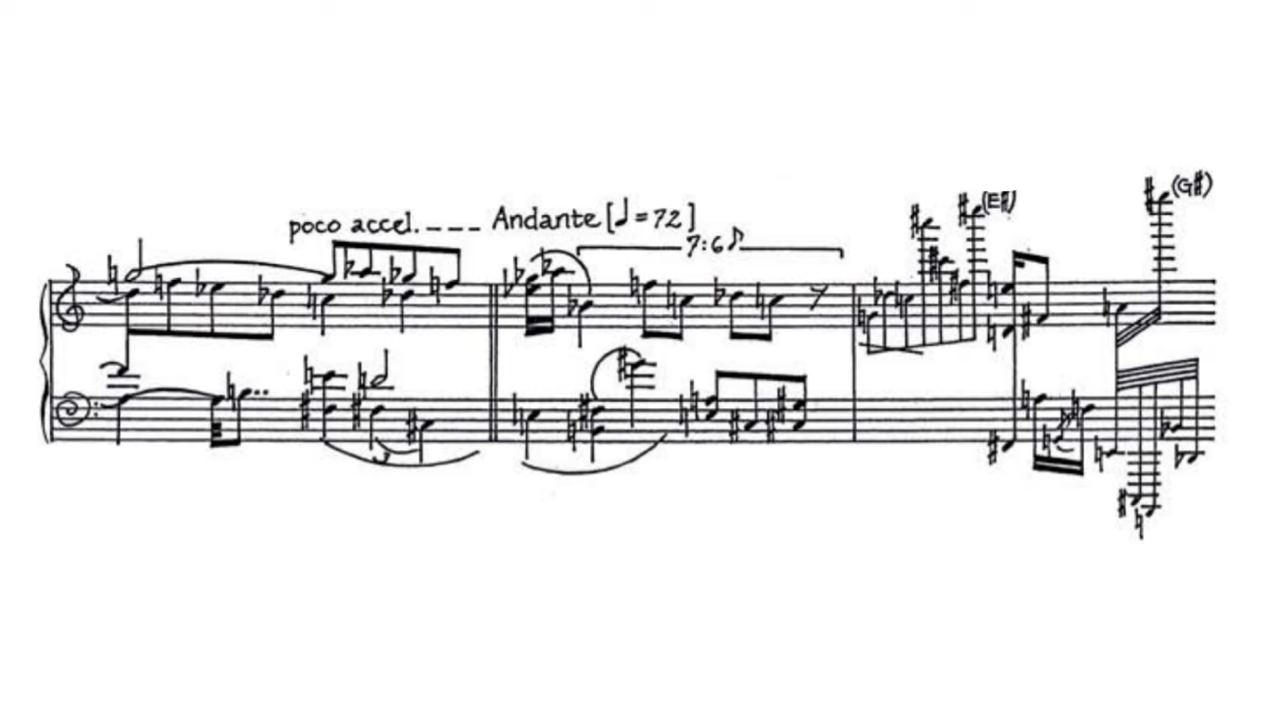 poco accel. _ _ _ Andante [𝅗𝅥 = 72]
7:6♪
(E#)
(G#)